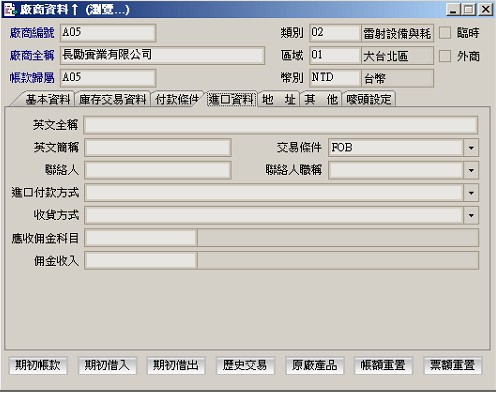 廠商資料↑ (瀏覽...)
廠商編號 A05 類別 02 雷射設備與耗 臨時
廠商全稱 長勵實業有限公司 區域 01 大台北區 外商
帳款歸屬 A05 幣別 NTD 台幣
基本資料 庫存交易資料 付款條件 進口資料 地 址 其 他 嘜頭設定
英文全稱
英文簡稱 交易條件 FOB
聯絡人 聯絡人職稱
進口付款方式
收貨方式
應收佣金科目
佣金收入
期初帳款 期初借入 期初借出 歷史交易 原廠產品 帳額重置 票額重置